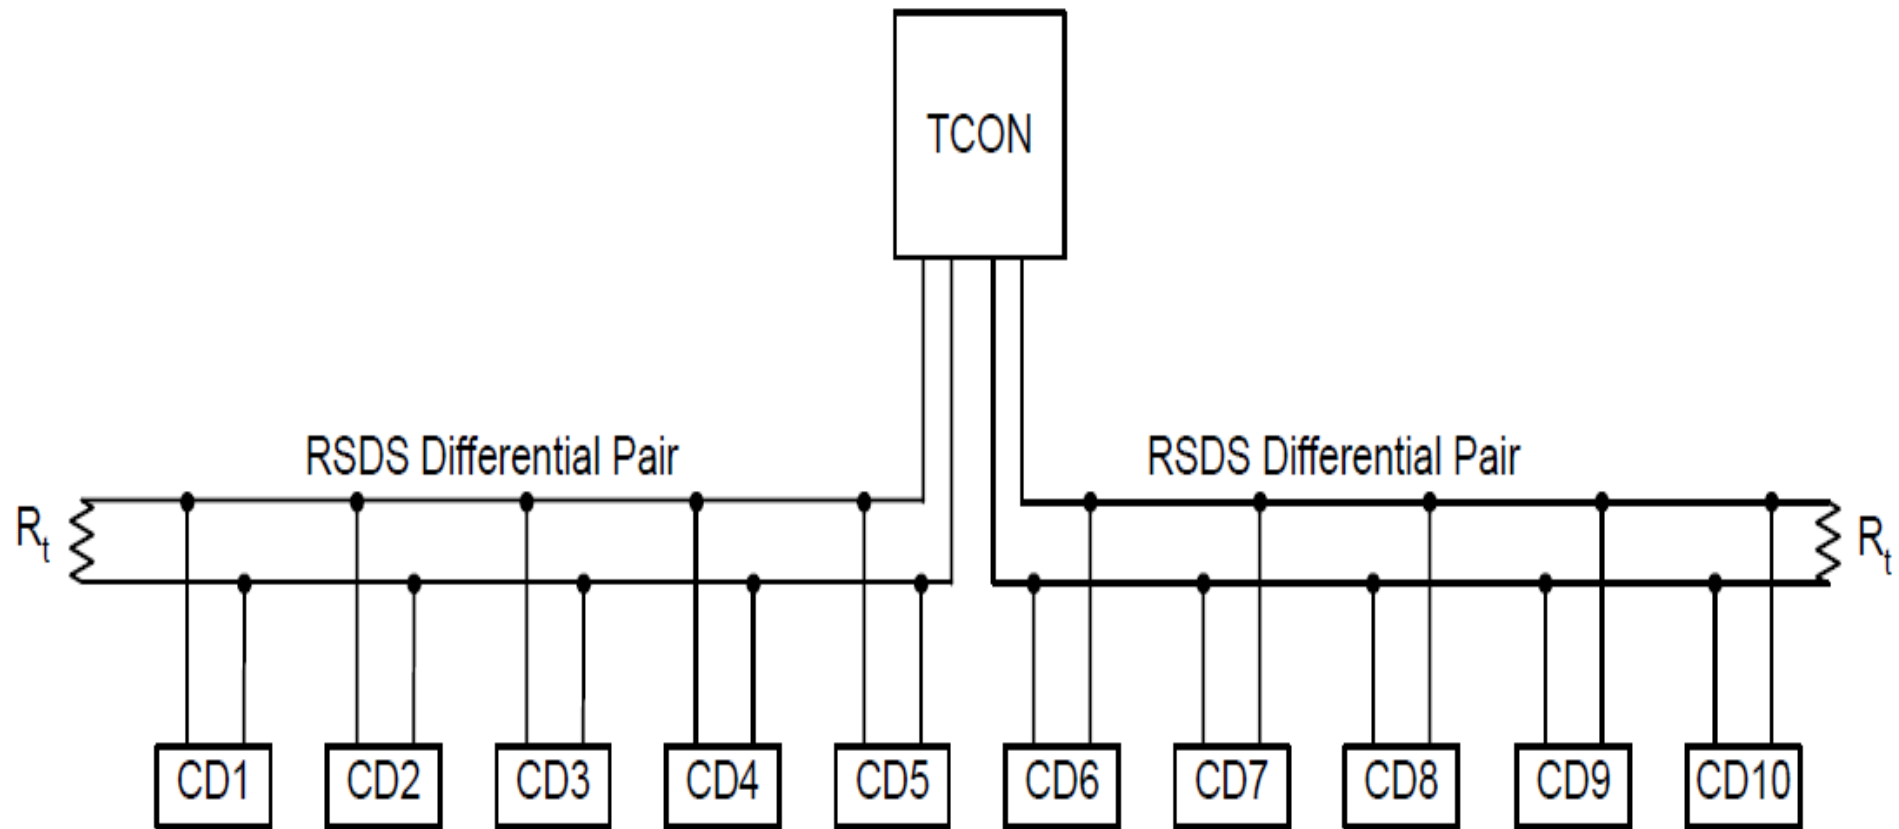 TCON
RSDS Differential Pair
RSDS Differential Pair
Rt
Rt
CD1
CD2
CD3
CD4
CD5
CD6
CD7
CD8
CD9
CD10